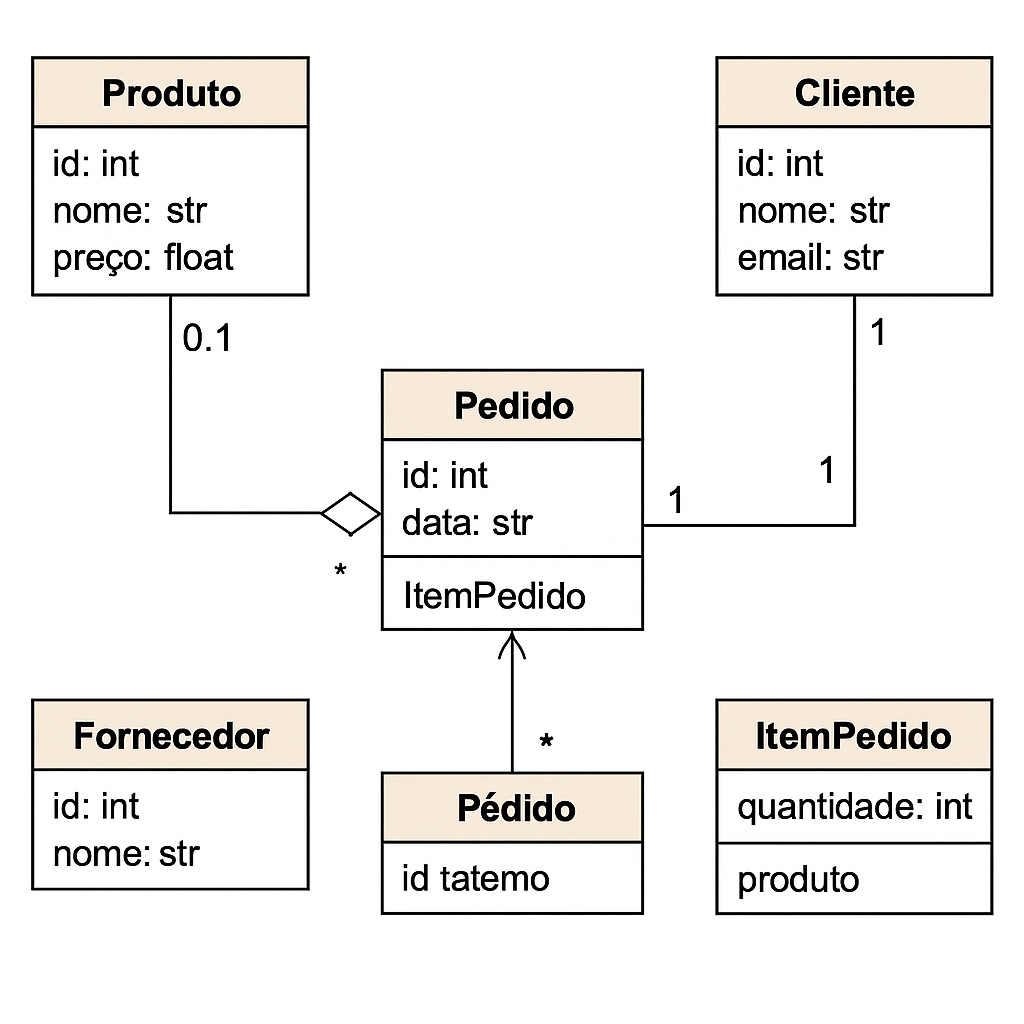 Produto
id: int
nome: str
preço: float
0.1
Cliente
id: int
nome: str
email: str
1
1
1
Pedido
id: int
data: str
ItemPedido
*
*
Fornecedor
id: int
nome: str
Pédido
id tatemo
ItemPedido
quantidade: int
produto